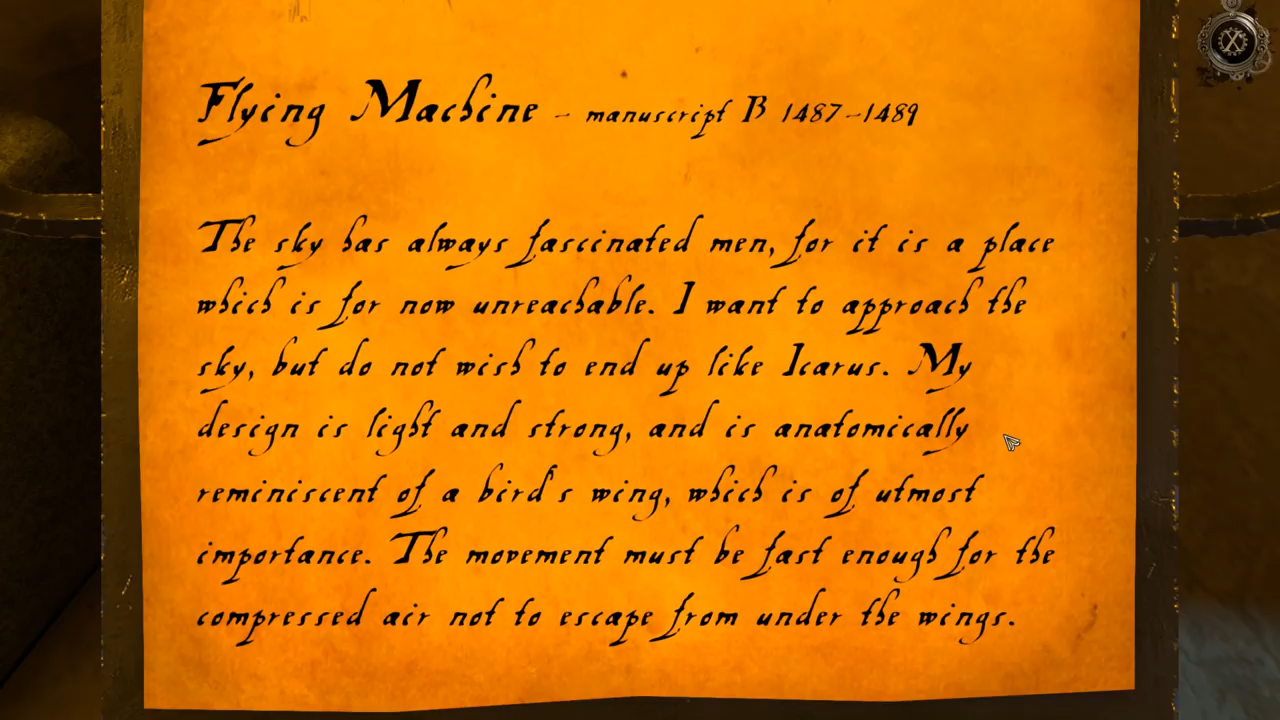 Flying Machine - manuscript B 1487-1489
The sky has always fascinated men, for it is a place
which is for now unreachable. I want to approach the
sky, but do not wish to end up like Icarus. My
design is light and strong, and is anatomically
reminiscent of a bird's wing, which is of utmost
importance. The movement must be fast enough for the
compressed air not to escape from under the wings.